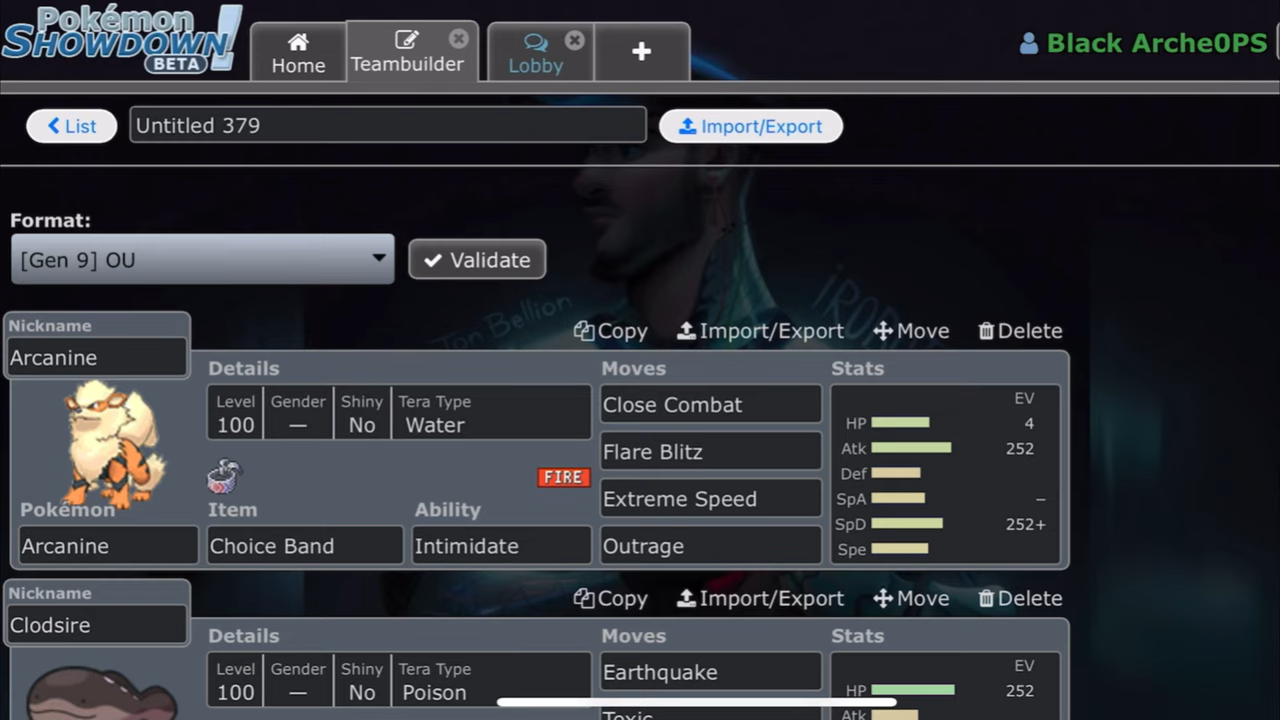 Pokémon
SHOWDOWN!
BETA
Home
Teambuilder
Lobby
+
Black Arche0PS
List
Untitled 379
Import/Export
Format:
[Gen 9] OU
Validate
Jon Bellion
Nickname
Arcanine
Copy
Import/Export
Move
Delete
Details
Moves
Stats
Level
Gender
Shiny
Tera Type
100
—
No
Water
Close Combat
Flare Blitz
Extreme Speed
Outrage
EV
HP 4
Atk 252
Def
SpA –
SpD 252+
Spe
FIRE
Pokémon
Item
Ability
Arcanine
Choice Band
Intimidate
Nickname
Clodsire
Copy
Import/Export
Move
Delete
Details
Moves
Stats
Level
Gender
Shiny
Tera Type
100
—
No
Poison
Earthquake
Toxic
EV
HP 252
Atk